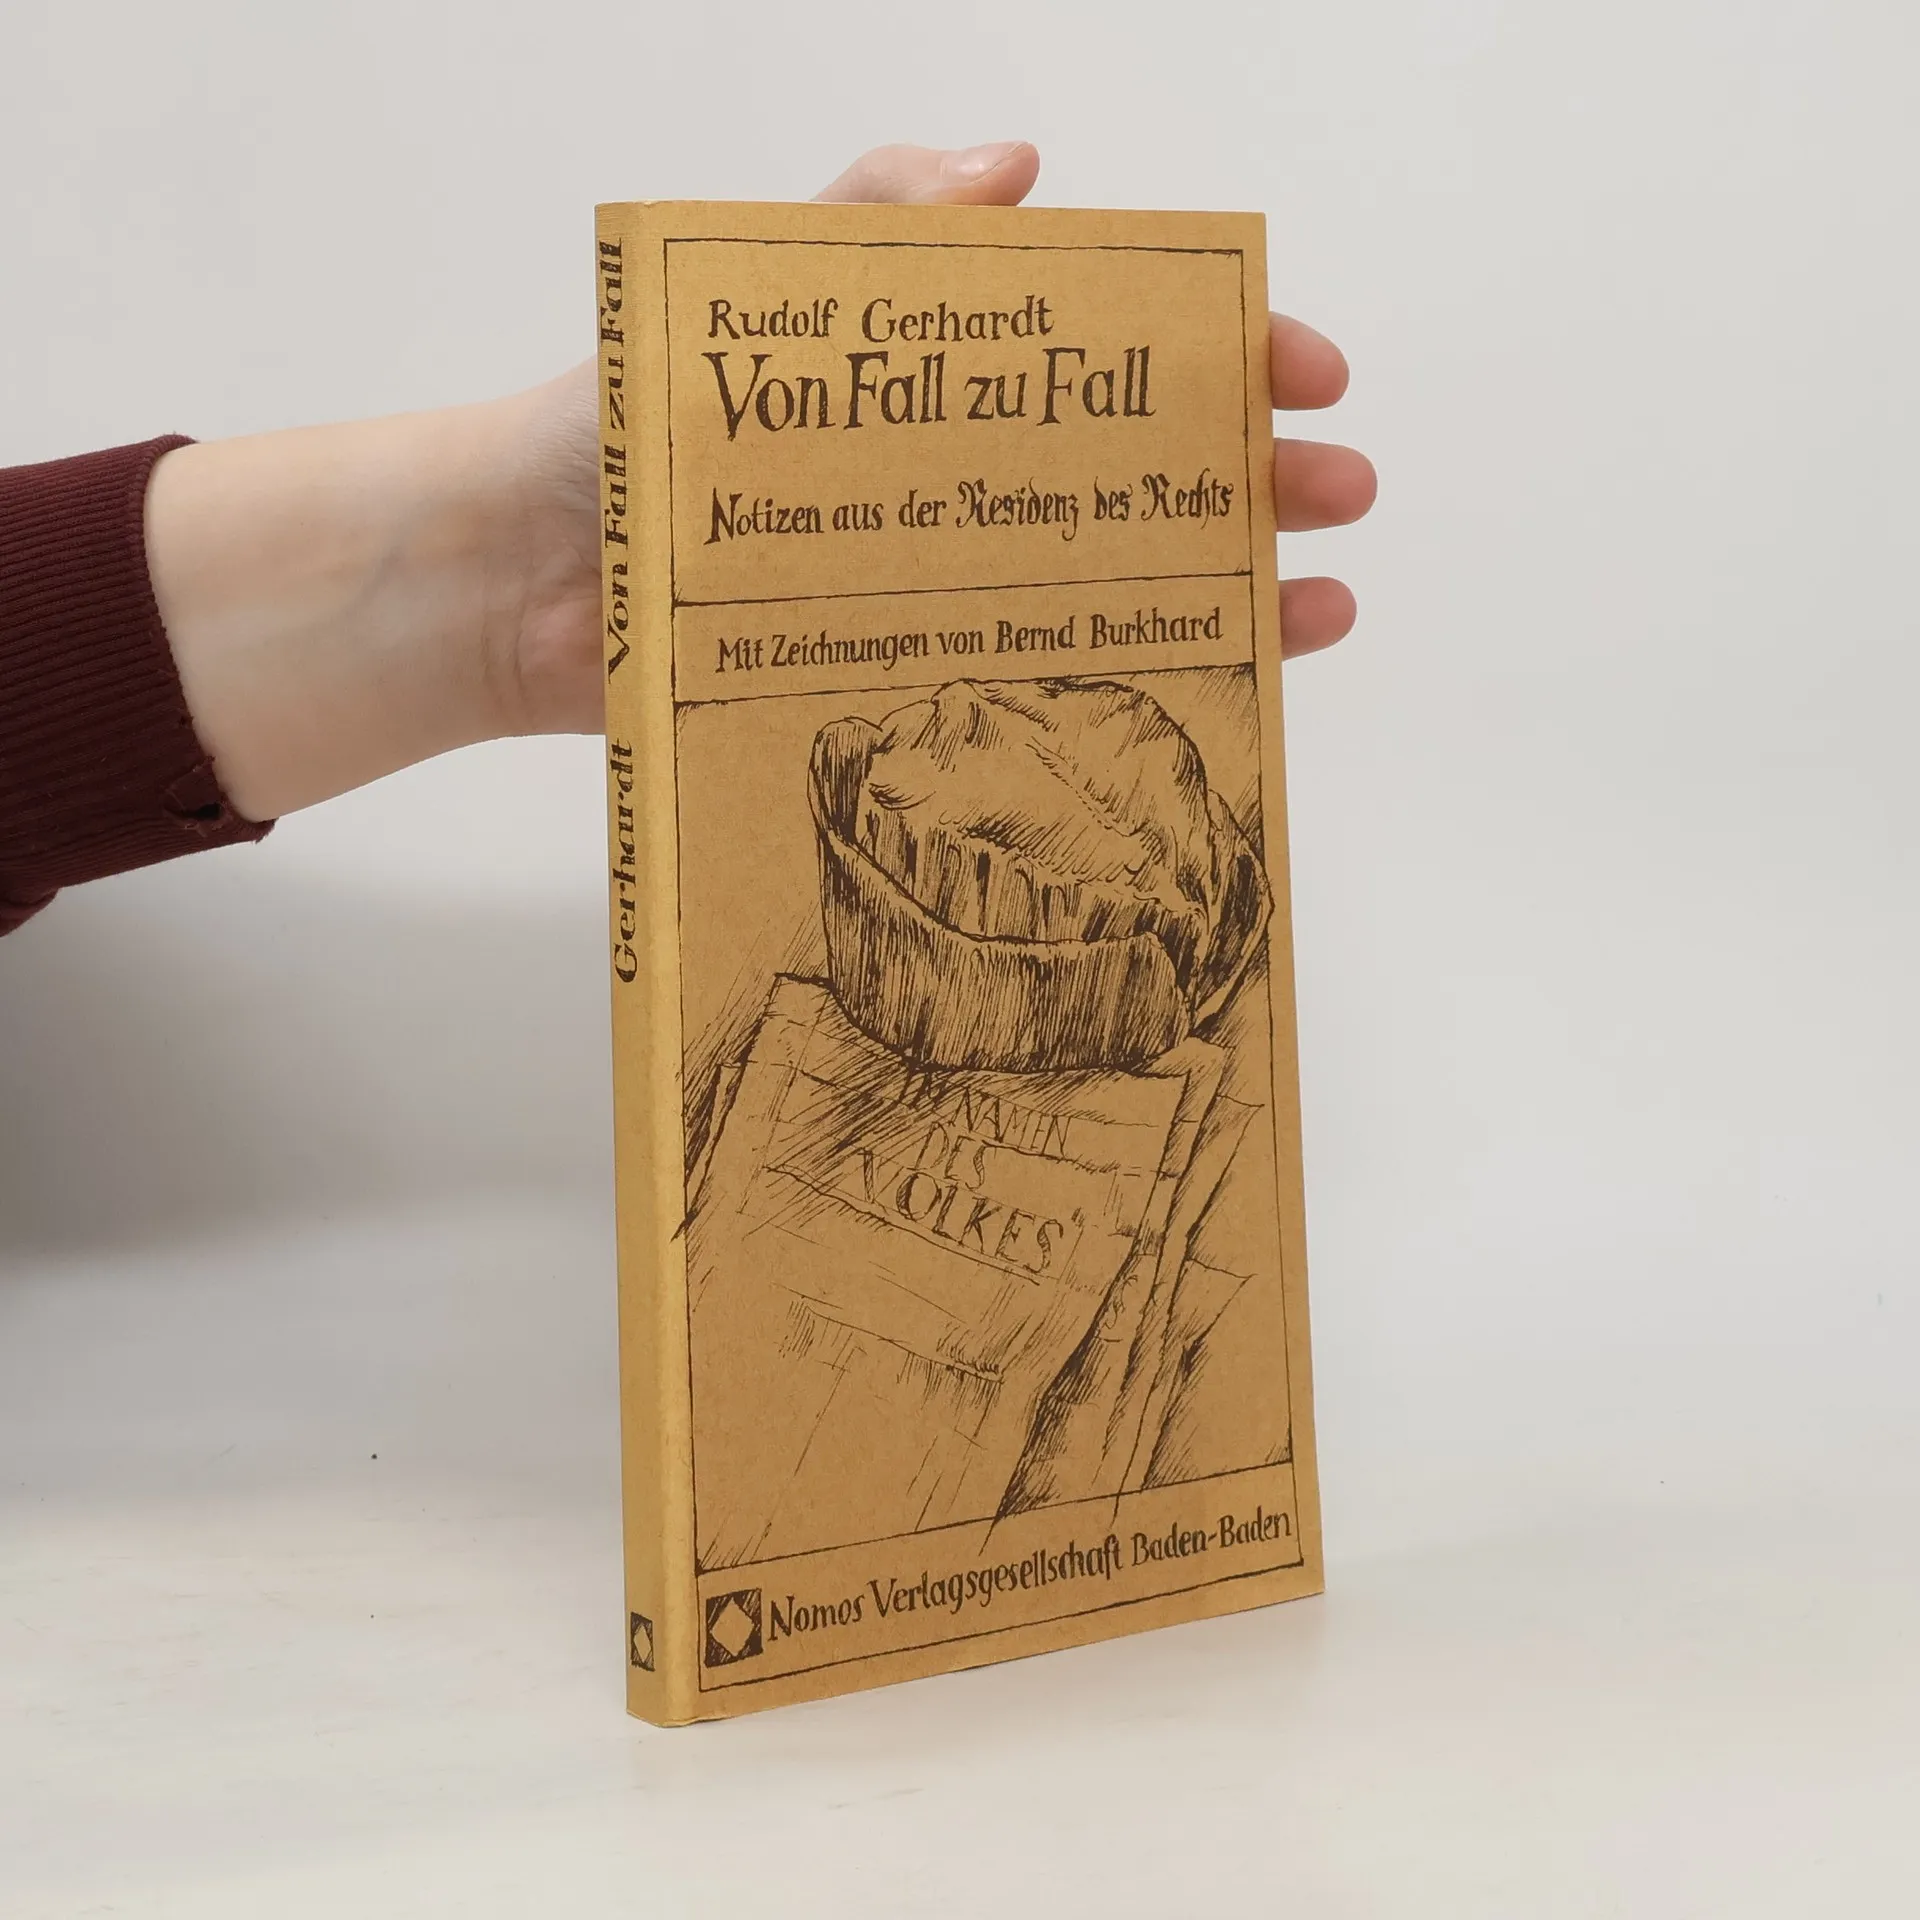 Rudolf Gerhardt
Von Fall zu Fall
Notizen aus der Residenz des Rechts
Mit Zeichnungen von Bernd Burkhard
IM NAMEN
DES
VOLKES
Nomos Verlagsgesellschaft Baden-Baden
Gerhardt Von Fall zu Fall